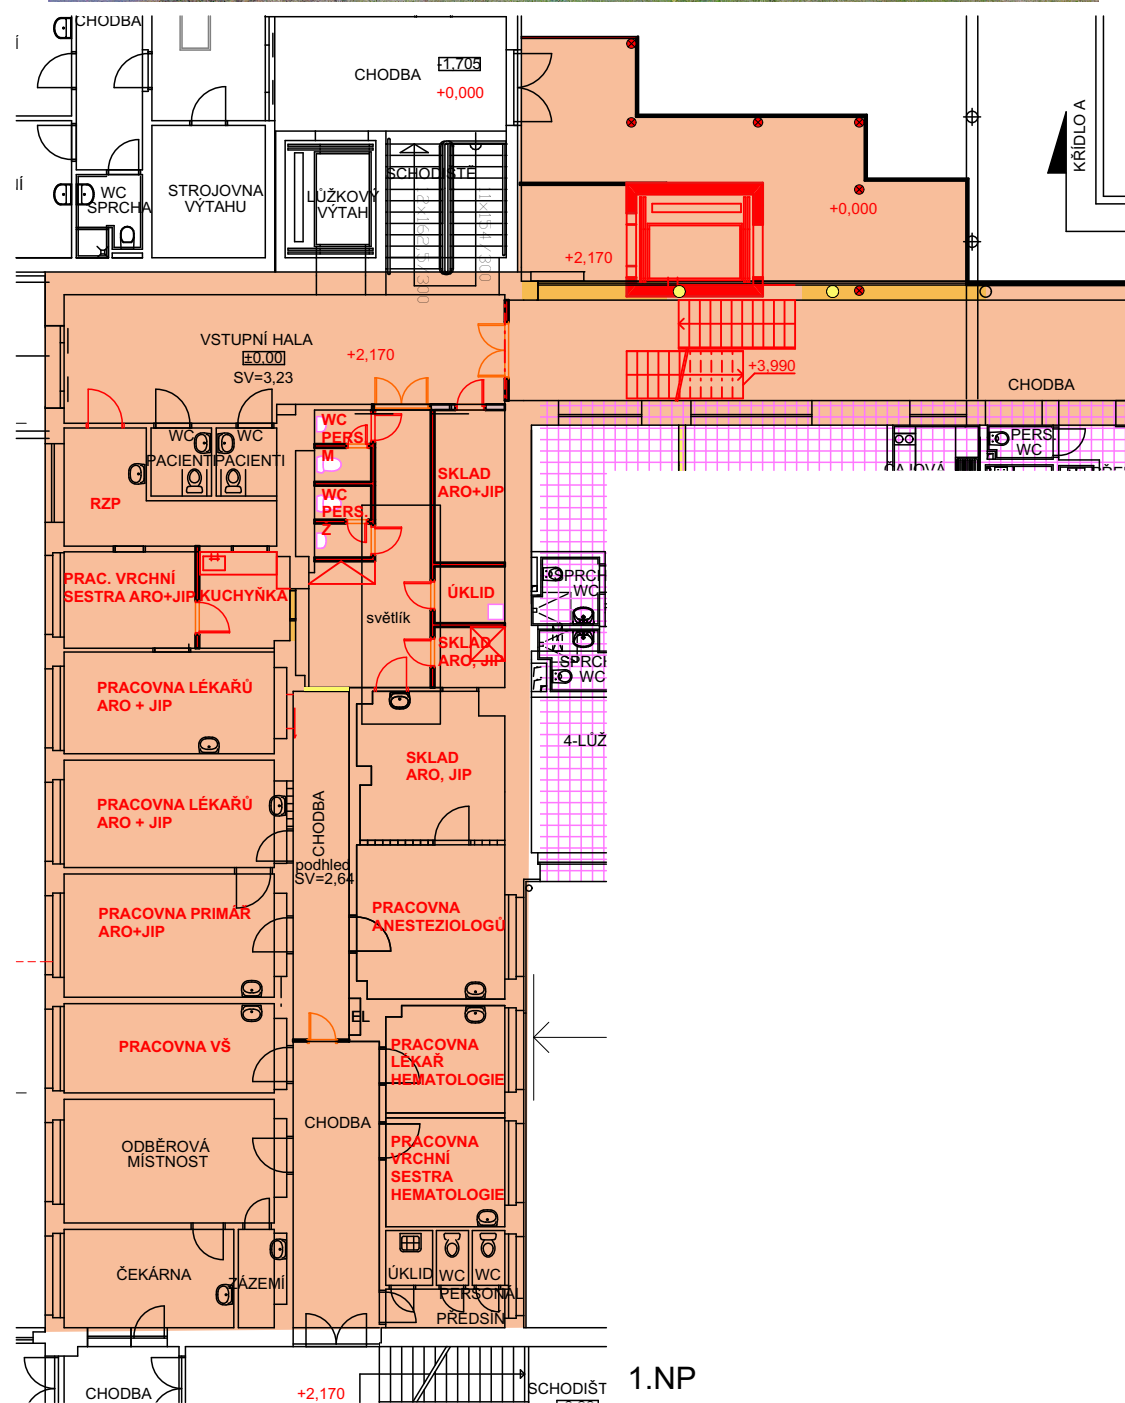 CHODBA
CHODBA
-1,705
+0,000
KŘÍDLO A
WC
SPRCHA
STROJOVNA
VÝTAHU
LŮŽKOVÝ
VÝTAH
SCHODIŠTĚ
+0,000
+2,170
VSTUPNÍ HALA
±0,00
SV=3,23
+2,170
+3,990
CHODBA
WC
PACIENTI
WC
PACIENTI
WC
PERS.
M
WC
PERS.
Ž
SKLAD
ARO+JIP
RZP
PERS.
WC
ČAJOVÁ
PRAC. VRCHNÍ
SESTRA ARO+JIP
KUCHYŇKA
ÚKLID
světlík
SKLAD
ARO, JIP
SPRCH
WC
SPRCH
WC
4-LŮŽ
PRACOVNA LÉKAŘŮ
ARO + JIP
SKLAD
ARO, JIP
PRACOVNA LÉKAŘŮ
ARO + JIP
CHODBA
podhled
SV=2,64
PRACOVNA PRIMÁŘ
ARO+JIP
PRACOVNA
ANESTEZIOLOGŮ
EL
PRACOVNA VŠ
PRACOVNA
LÉKAŘ
HEMATOLOGIE
CHODBA
ODBĚROVÁ
MÍSTNOST
PRACOVNA
VRCHNÍ
SESTRA
HEMATOLOGIE
ČEKÁRNA
ZÁZEMÍ
ÚKLID
WC
WC
PERSONÁL
PŘEDSÍŇ
CHODBA
+2,170
SCHODIŠT
1.NP